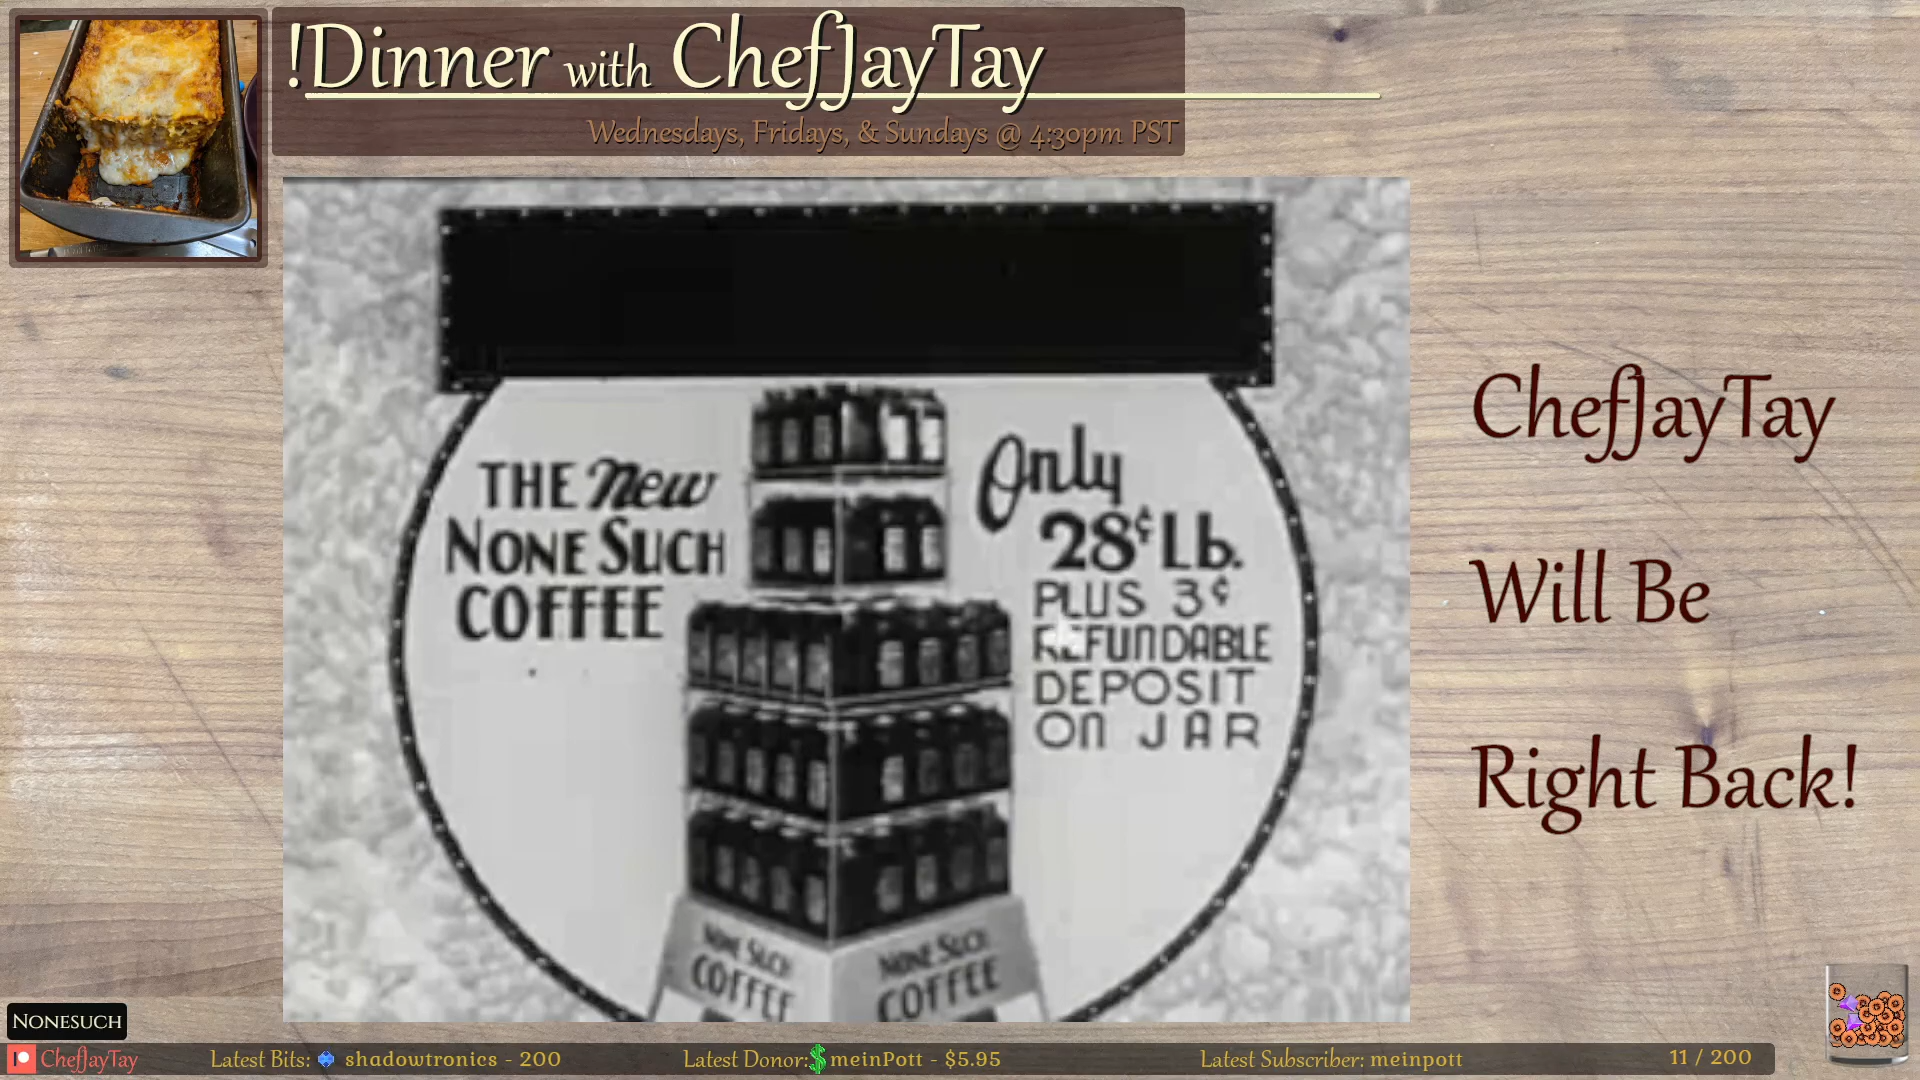 !Dinner with ChefJayTay
Wednesdays, Fridays, & Sundays @ 4:30pm PST
THE New
NONE SUCH
COFFEE
Only
28¢ Lb.
PLUS 3¢
REFUNDABLE
DEPOSIT
ON JAR
NONE SUCH
COFFEE
NONE SUCH
COFFEE
ChefJayTay
Will Be
Right Back!
NONESUCH
ChefJayTay
Latest Bits: shadowtronics - 200
Latest Donor: meinPott - $5.95
Latest Subscriber: meinpott
11 / 200